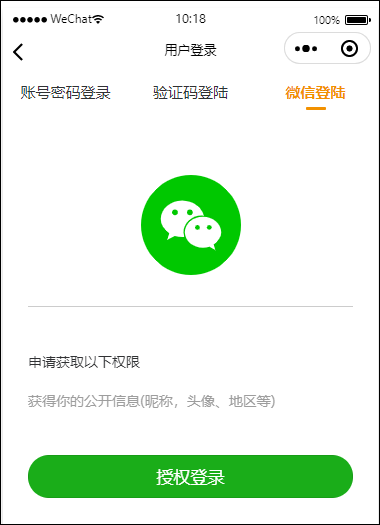 WeChat 10:18 100%
用户登录
账号密码登录 验证码登陆 微信登陆
申请获取以下权限
获得你的公开信息(昵称，头像、地区等)
授权登录